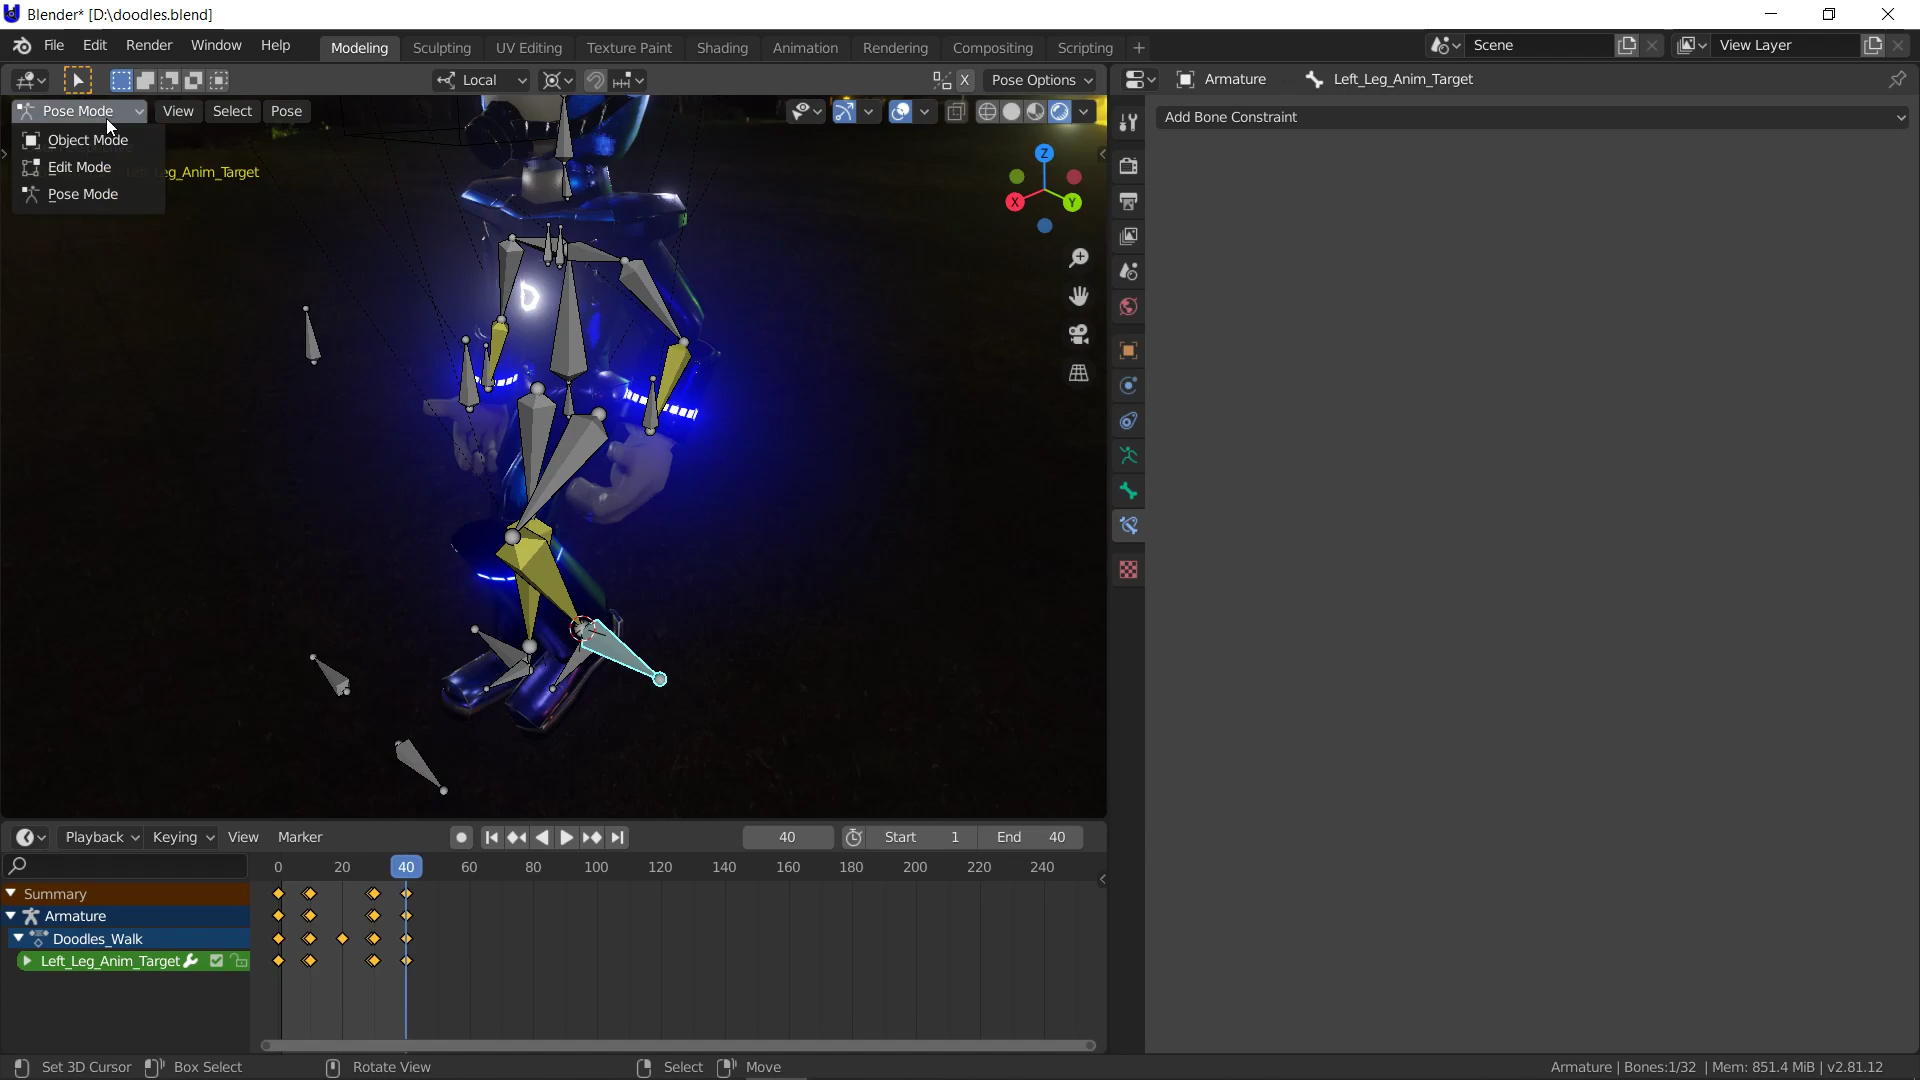 Blender* [D:\doodles.blend]
File Edit Render Window Help Modeling Sculpting UV Editing Texture Paint Shading Animation Rendering Compositing Scripting + Scene View Layer
Local X Pose Options Armature Left_Leg_Anim_Target
Pose Mode View Select Pose Add Bone Constraint
Object Mode
Edit Mode
Leg_Anim_Target
Pose Mode
Z
X Y
Playback Keying View Marker 40 Start 1 End 40
0 20 40 60 80 100 120 140 160 180 200 220 240
Summary
Armature
Doodles_Walk
Left_Leg_Anim_Target
Set 3D Cursor Box Select Rotate View Select Move Armature | Bones:1/32 | Mem: 851.4 MiB | v2.81.12